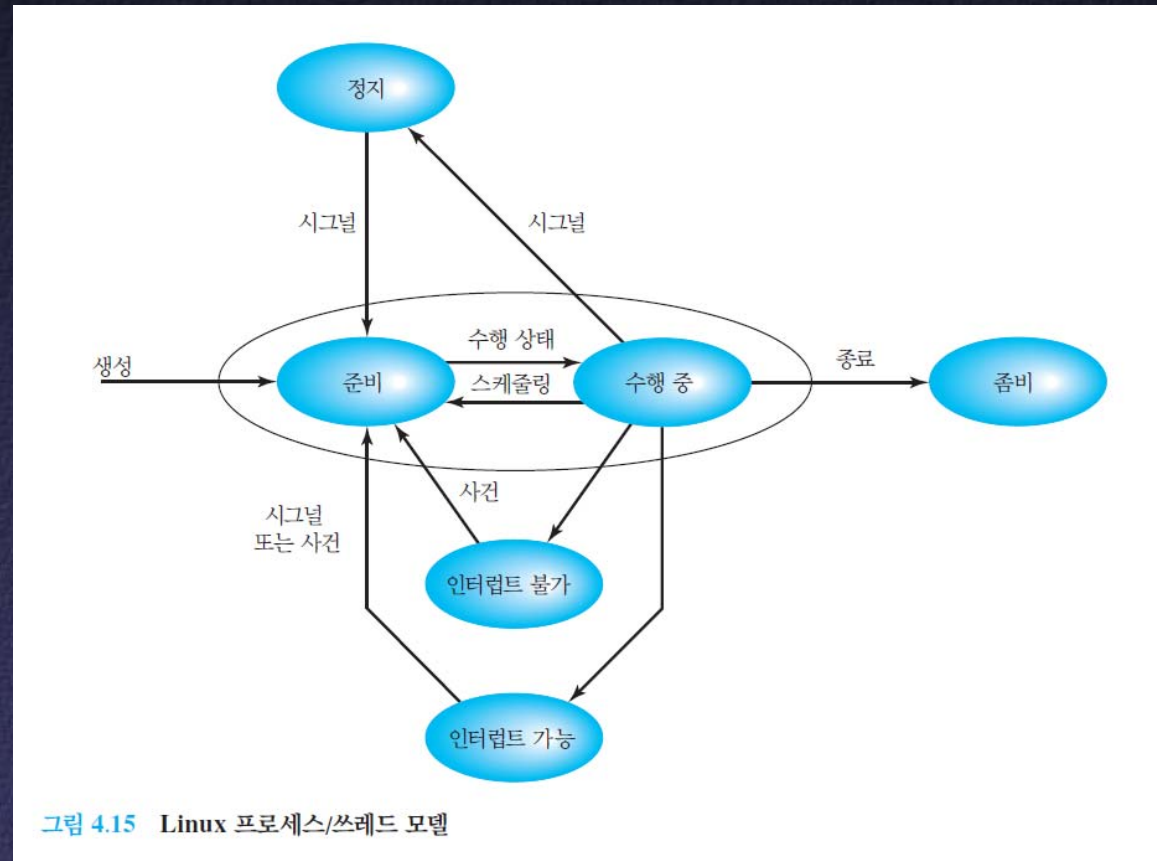 정지
시그널
시그널
생성
준비
수행 상태
스케줄링
수행 중
종료
좀비
사건
시그널
또는 사건
인터럽트 불가
인터럽트 가능
그림 4.15 Linux 프로세스/쓰레드 모델